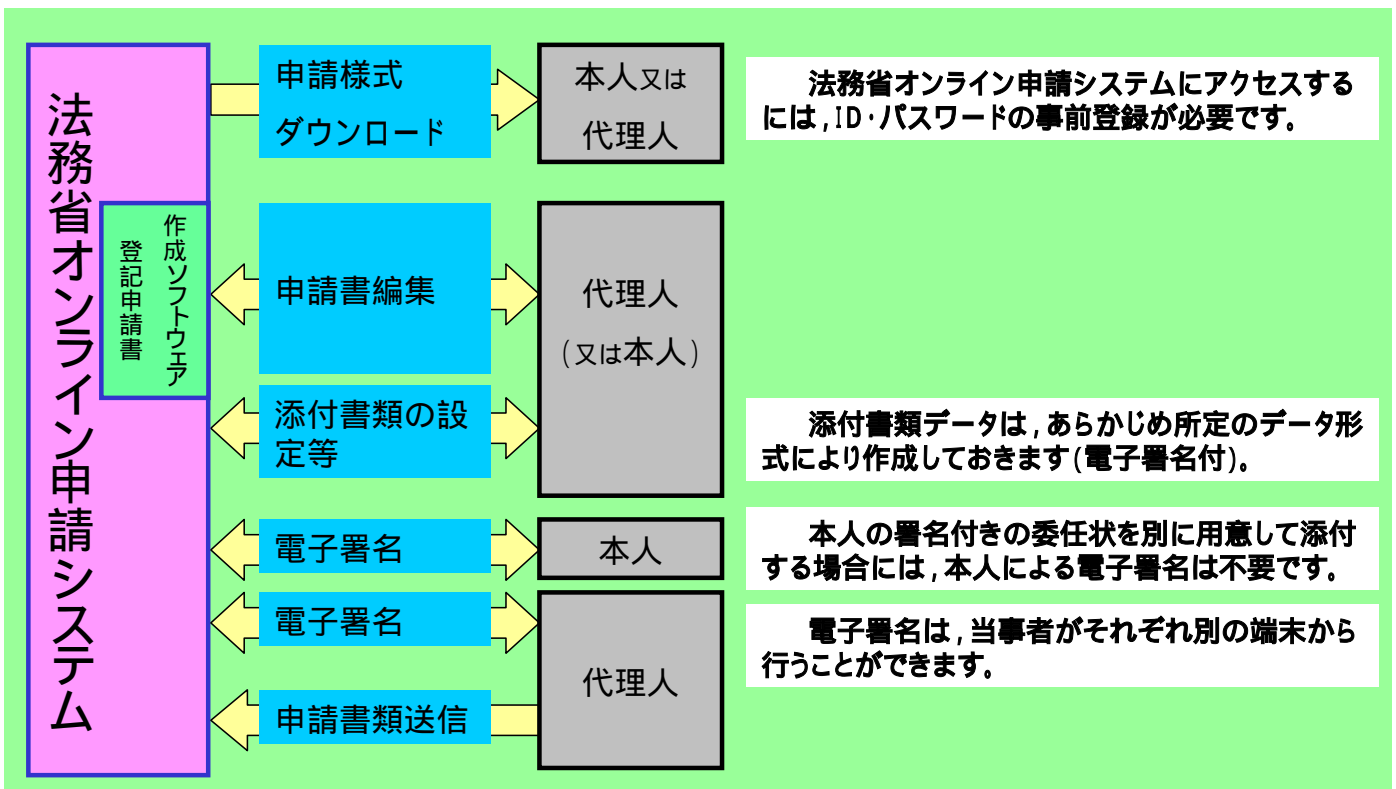 法務省オンライン申請システム
登記申請書
作成ソフトウェア
申請様式
ダウンロード
本人又は
代理人
法務省オンライン申請システムにアクセスする
には,ID・パスワードの事前登録が必要です。
申請書編集
代理人
(又は本人)
添付書類の設
定等
添付書類データは,あらかじめ所定のデータ形
式により作成しておきます(電子署名付)。
電子署名
本人
本人の署名付きの委任状を別に用意して添付
する場合には,本人による電子署名は不要です。
電子署名
代理人
電子署名は,当事者がそれぞれ別の端末から
行うことができます。
申請書類送信